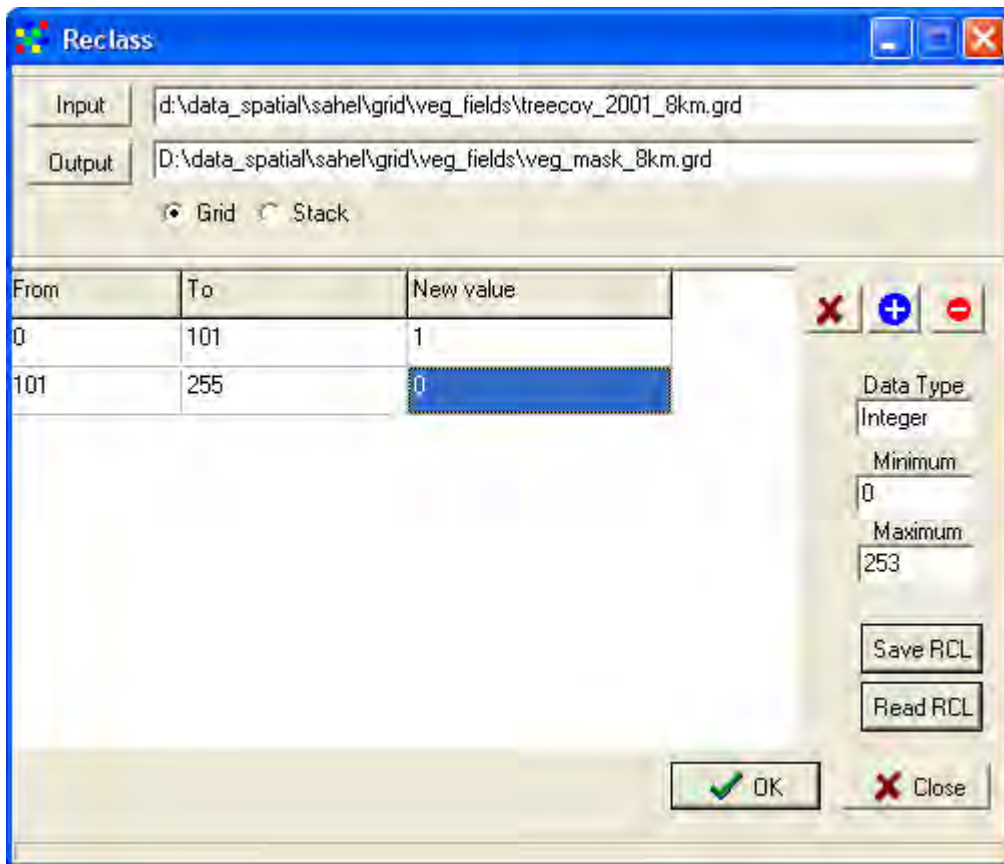 Reclass
Input d:\data_spatial\sahel\grid\veg_fields\treecov_2001_8km.grd
Output D:\data_spatial\sahel\grid\veg_fields\veg_mask_8km.grd
Grid Stack
From To New value
0 101 1
101 255 0
Data Type
Integer
Minimum
0
Maximum
253
Save RCL
Read RCL
OK Close